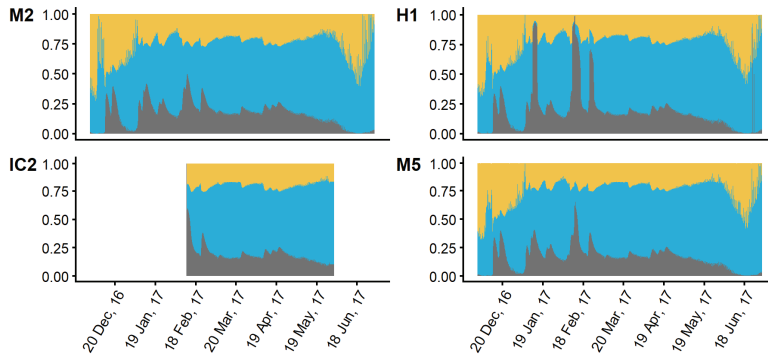 M2
1.00
0.75
0.50
0.25
0.00
H1
1.00
0.75
0.50
0.25
0.00
IC2
1.00
0.75
0.50
0.25
0.00
M5
1.00
0.75
0.50
0.25
0.00
20 Dec, 16
19 Jan, 17
18 Feb, 17
20 Mar, 17
19 Apr, 17
19 May, 17
18 Jun, 17
20 Dec, 16
19 Jan, 17
18 Feb, 17
20 Mar, 17
19 Apr, 17
19 May, 17
18 Jun, 17